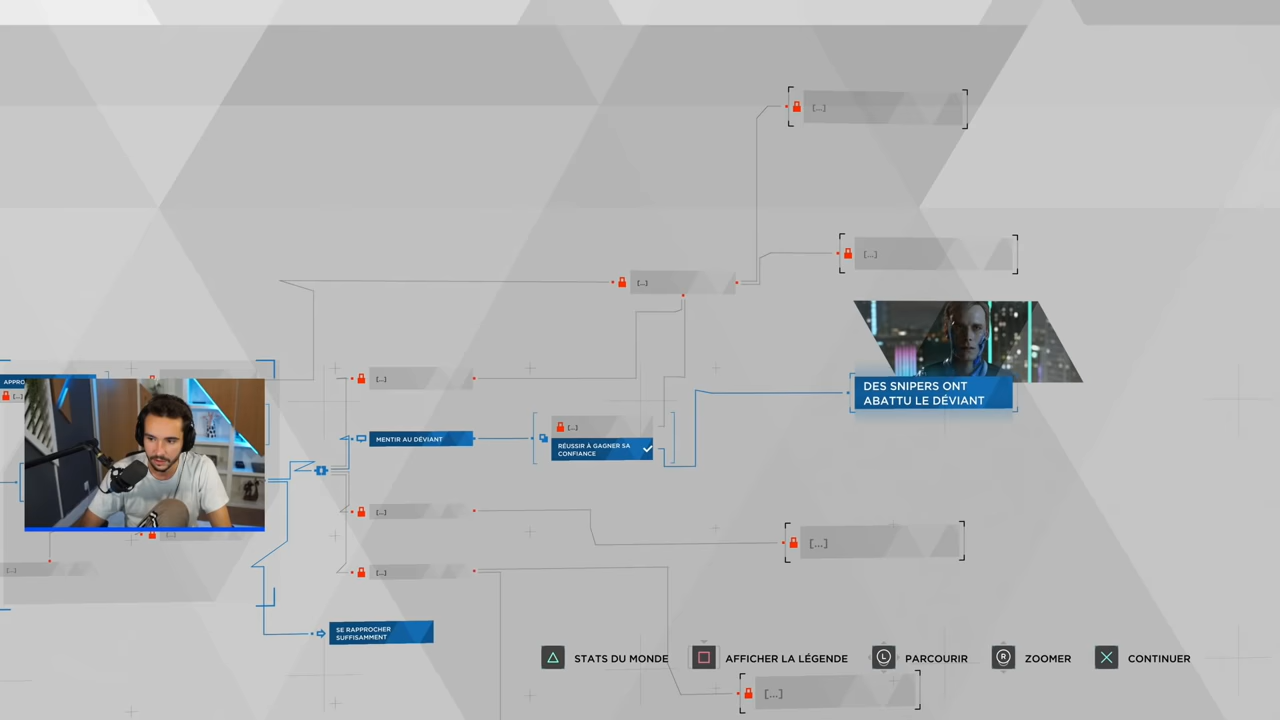 [...]
[...]
[...]
DES SNIPERS ONT
ABATTU LE DÉVIANT
APPRO
[...]
[...]
[...]
MENTIR AU DÉVIANT
RÉUSSIR À GAGNER SA
CONFIANCE
[...]
[...]
[...]
[...]
[...]
SE RAPPROCHER
SUFFISAMMENT
STATS DU MONDE
AFFICHER LA LÉGENDE
L PARCOURIR
R ZOOMER
CONTINUER
[...]